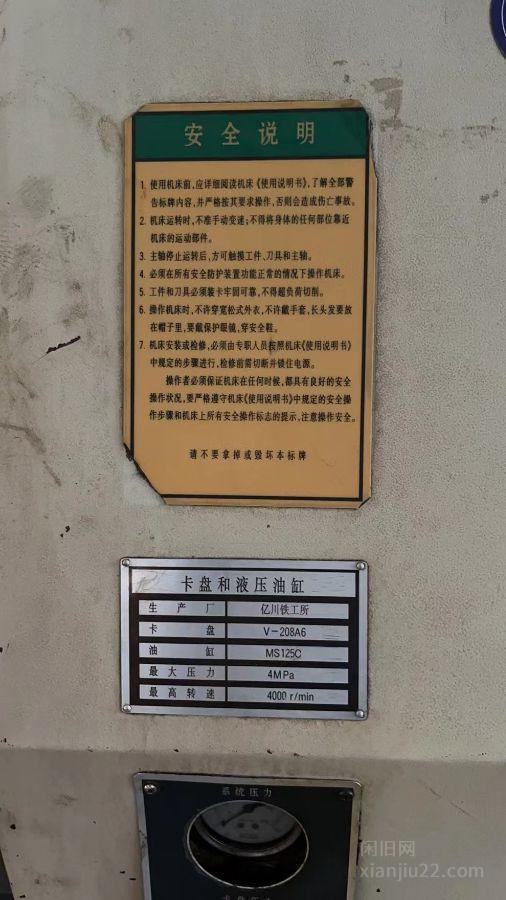 安全说明
1. 使用机床前,应详细阅读机床《使用说明书》,了解全部警
告标牌内容,并严格按其要求操作,否则会造成伤亡事故。
2. 机床运转时,不准手动变速;不得将身体的任何部位靠近
机床的运动部件。
3. 主轴停止运转后,方可触摸工件、刀具和主轴。
4. 必须在所有安全防护装置功能正常的情况下操作机床。
5. 工件和刀具必须装卡牢固可靠,不得超负荷切削。
6. 操作机床时,不许穿宽松式外衣,不许戴手套,长头发要放
在帽子里,要戴保护眼镜,穿安全鞋。
7. 机床安装或检修,必须由专职人员按照机床《使用说明书》
中规定的步骤进行,检修前需切断并锁住电源。
操作者必须保证机床在任何时候,都具有良好的安全
操作状况,要严格遵守机床《使用说明书》中规定的安全操
作步骤和机床上所有安全操作标志的提示,注意操作安全。
请不要拿掉或毁坏本标牌
卡盘和液压油缸
生产厂 亿川铁工所
卡盘 V-208A6
油缸 MS125C
最大压力 4MPa
最高转速 4000 r/min
系统压力
闲旧网
xianjiu22.com